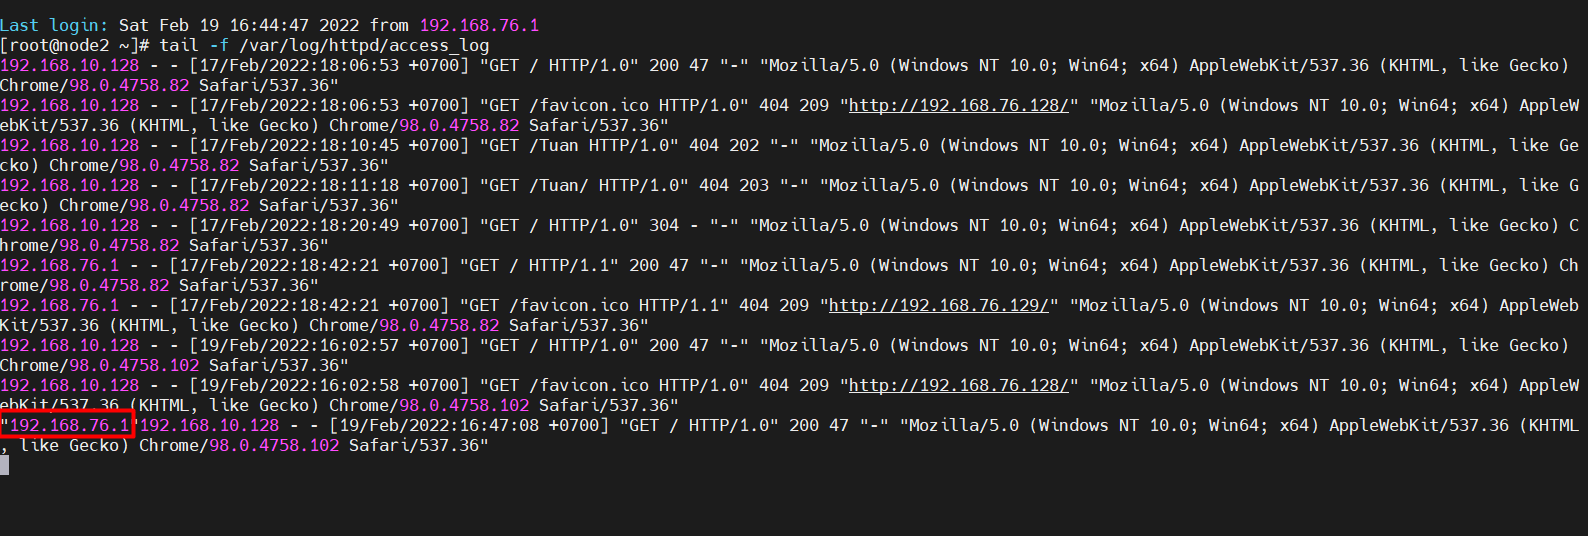 Last login: Sat Feb 19 16:44:47 2022 from 192.168.76.1
[root@node2 ~]# tail -f /var/log/httpd/access_log
192.168.10.128 - - [17/Feb/2022:18:06:53 +0700] "GET / HTTP/1.0" 200 47 "-" "Mozilla/5.0 (Windows NT 10.0; Win64; x64) AppleWebKit/537.36 (KHTML, like Gecko)
Chrome/98.0.4758.82 Safari/537.36"
192.168.10.128 - - [17/Feb/2022:18:06:53 +0700] "GET /favicon.ico HTTP/1.0" 404 209 "http://192.168.76.128/" "Mozilla/5.0 (Windows NT 10.0; Win64; x64) AppleW
ebKit/537.36 (KHTML, like Gecko) Chrome/98.0.4758.82 Safari/537.36"
192.168.10.128 - - [17/Feb/2022:18:10:45 +0700] "GET /Tuan HTTP/1.0" 404 202 "-" "Mozilla/5.0 (Windows NT 10.0; Win64; x64) AppleWebKit/537.36 (KHTML, like Ge
cko) Chrome/98.0.4758.82 Safari/537.36"
192.168.10.128 - - [17/Feb/2022:18:11:18 +0700] "GET /Tuan/ HTTP/1.0" 404 203 "-" "Mozilla/5.0 (Windows NT 10.0; Win64; x64) AppleWebKit/537.36 (KHTML, like G
ecko) Chrome/98.0.4758.82 Safari/537.36"
192.168.10.128 - - [17/Feb/2022:18:20:49 +0700] "GET / HTTP/1.0" 304 - "-" "Mozilla/5.0 (Windows NT 10.0; Win64; x64) AppleWebKit/537.36 (KHTML, like Gecko) C
hrome/98.0.4758.82 Safari/537.36"
192.168.76.1 - - [17/Feb/2022:18:42:21 +0700] "GET / HTTP/1.1" 200 47 "-" "Mozilla/5.0 (Windows NT 10.0; Win64; x64) AppleWebKit/537.36 (KHTML, like Gecko) Ch
rome/98.0.4758.82 Safari/537.36"
192.168.76.1 - - [17/Feb/2022:18:42:21 +0700] "GET /favicon.ico HTTP/1.1" 404 209 "http://192.168.76.129/" "Mozilla/5.0 (Windows NT 10.0; Win64; x64) AppleWeb
Kit/537.36 (KHTML, like Gecko) Chrome/98.0.4758.82 Safari/537.36"
192.168.10.128 - - [19/Feb/2022:16:02:57 +0700] "GET / HTTP/1.0" 200 47 "-" "Mozilla/5.0 (Windows NT 10.0; Win64; x64) AppleWebKit/537.36 (KHTML, like Gecko)
Chrome/98.0.4758.102 Safari/537.36"
192.168.10.128 - - [19/Feb/2022:16:02:58 +0700] "GET /favicon.ico HTTP/1.0" 404 209 "http://192.168.76.128/" "Mozilla/5.0 (Windows NT 10.0; Win64; x64) AppleW
ebKit/537.36 (KHTML, like Gecko) Chrome/98.0.4758.102 Safari/537.36"
"192.168.76.1"192.168.10.128 - - [19/Feb/2022:16:47:08 +0700] "GET / HTTP/1.0" 200 47 "-" "Mozilla/5.0 (Windows NT 10.0; Win64; x64) AppleWebKit/537.36 (KHTML
, like Gecko) Chrome/98.0.4758.102 Safari/537.36"